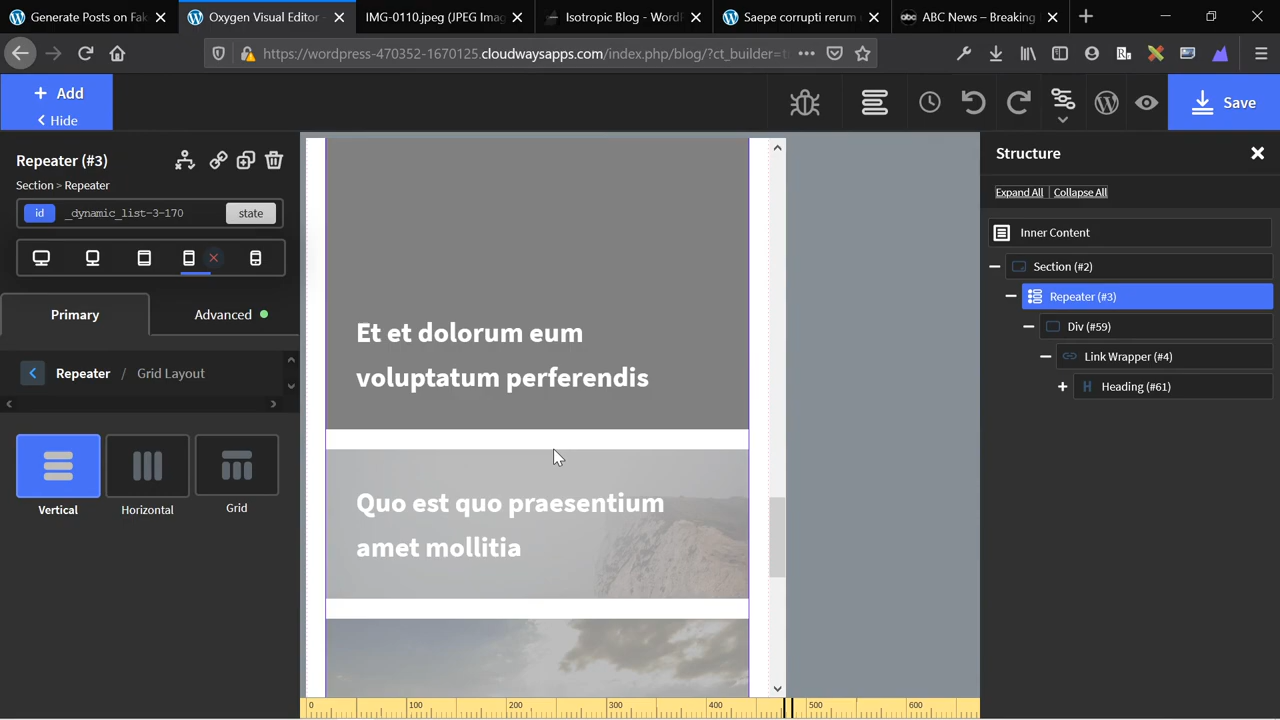 Generate Posts on Fak
Oxygen Visual Editor -
IMG-0110.jpeg (JPEG Imag
Isotropic Blog - WordPr
Saepe corrupti rerum
ABC News – Breaking
https://wordpress-470352-1670125.cloudwaysapps.com/index.php/blog/?ct_builder=t
+ Add
< Hide
Save
Repeater (#3)
Section > Repeater
id _dynamic_list-3-170 state
Primary
Advanced
Repeater / Grid Layout
Vertical
Horizontal
Grid
Et et dolorum eum
voluptatum perferendis
Quo est quo praesentium
amet mollitia
0 100 200 300 400 500 600
Structure
Expand All
Collapse All
Inner Content
Section (#2)
Repeater (#3)
Div (#59)
Link Wrapper (#4)
Heading (#61)